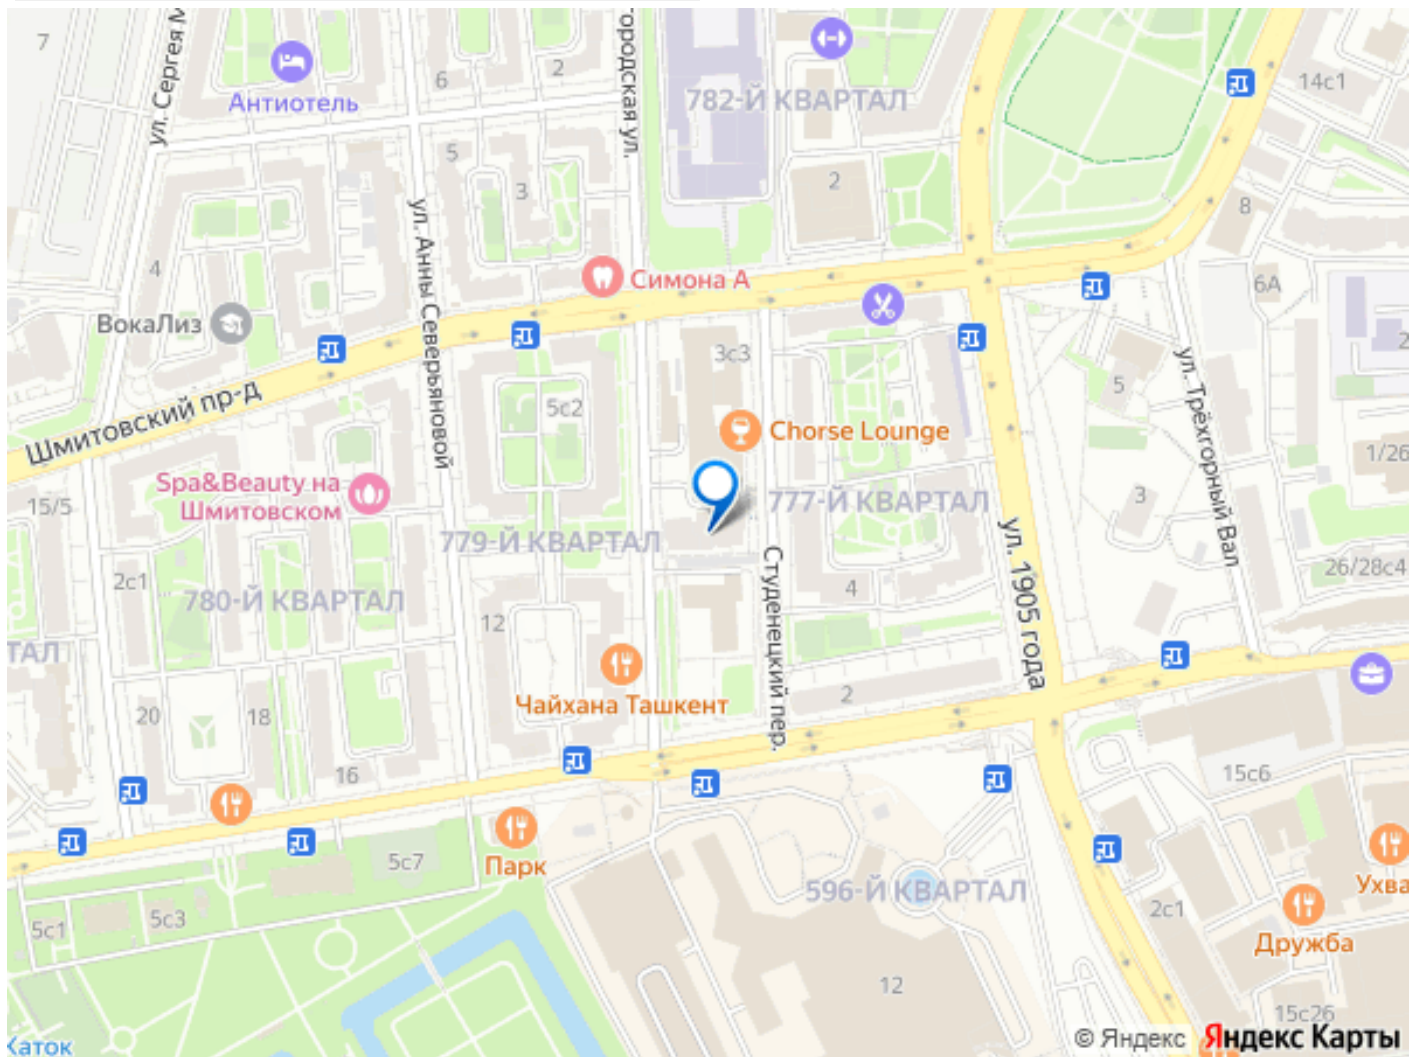 7
ул. Сергея М
6
2
городская ул.
Антиотель
782-Й КВАРТАЛ
14с1
5
3
2
8
ул. Анны Северьяновой
4
Симона А
6А
ВокаЛиз
3с3
2
5
ул. Трёхгорный Вал
Шмитовский пр-д
5с2
Chorse Lounge
1/26
15/5
Spa&Beauty на
Шмитовском
777-Й КВАРТАЛ
3
779-Й КВАРТАЛ
ул. 1905 года
Студенецкий пер.
2с1
780-Й КВАРТАЛ
4
26/28с4
12
ТАЛ
20
18
Чайхана Ташкент
2
16
15с6
5с7
Парк
596-Й КВАРТАЛ
Ухва
5с1
5с3
2с1
Дружба
12
15с26
Каток
© Яндекс Яндекс Карты